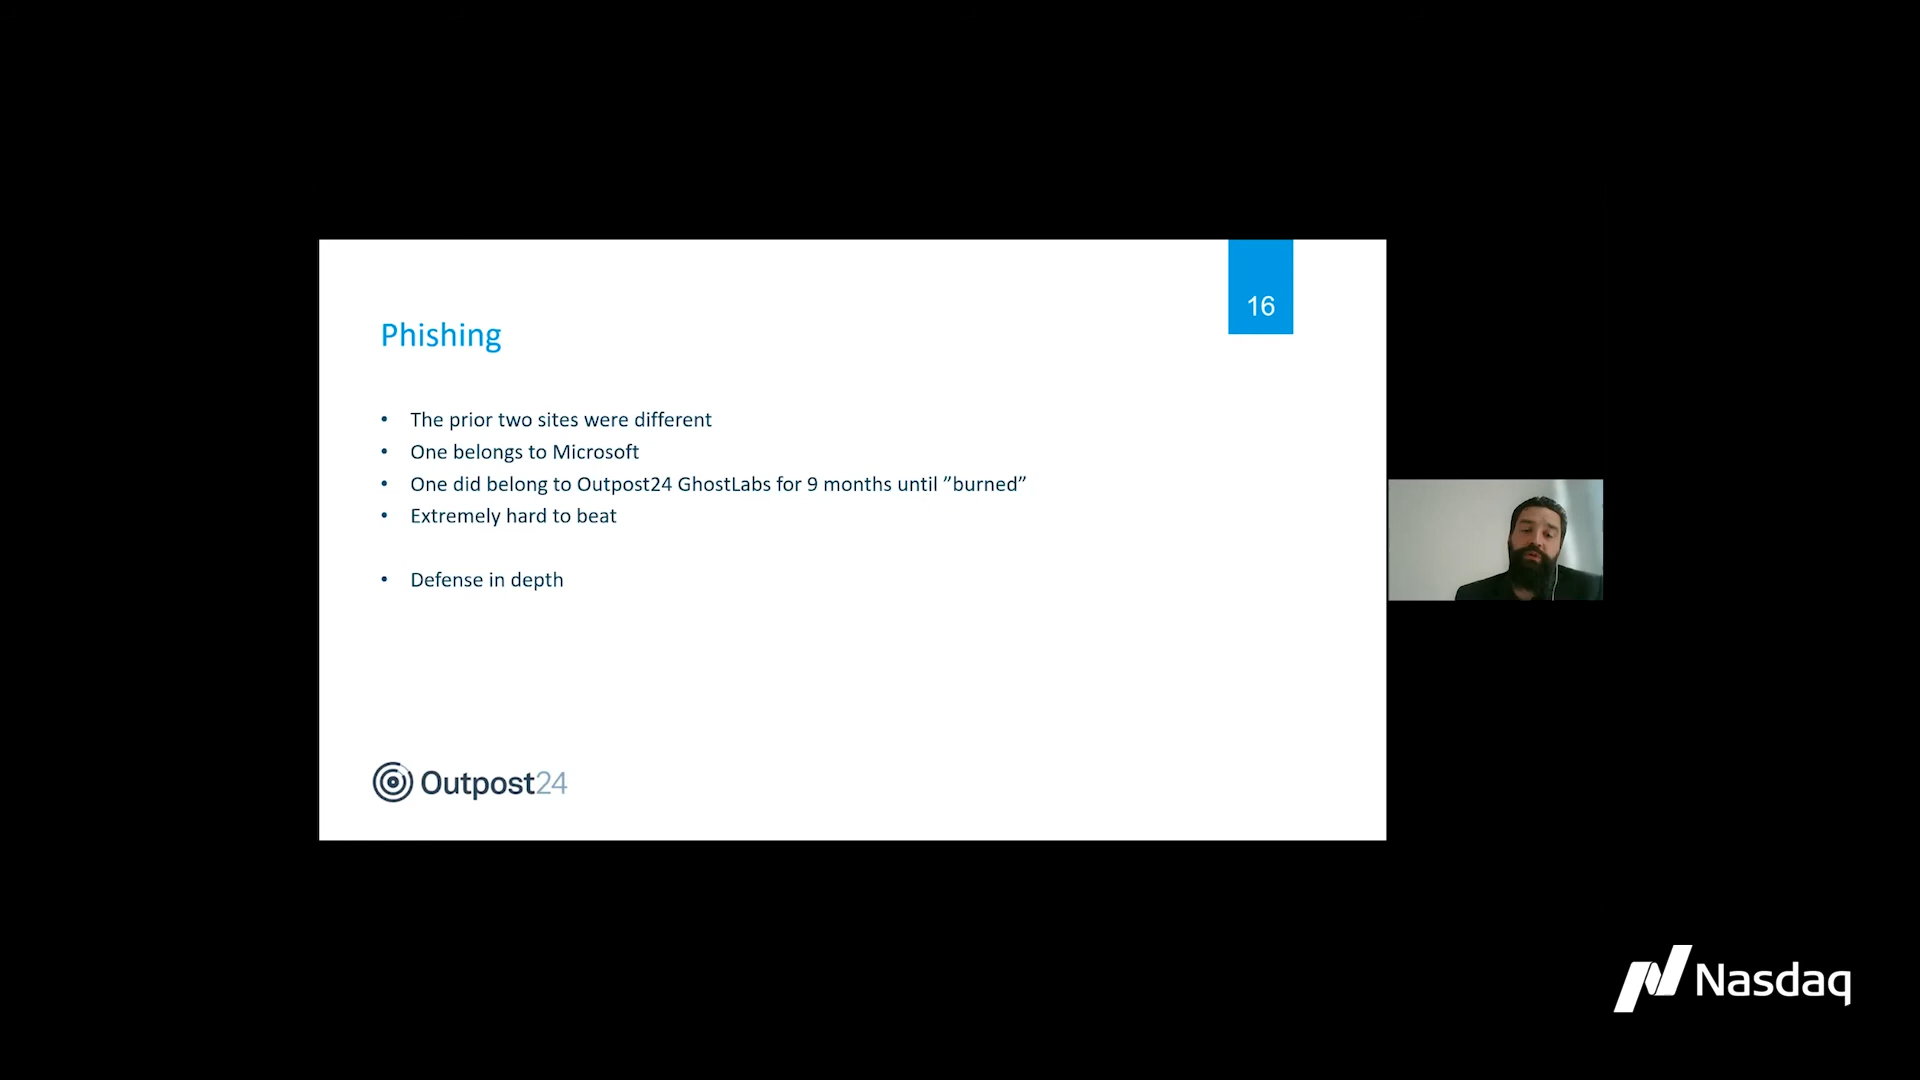 16
Phishing
• The prior two sites were different
• One belongs to Microsoft
• One did belong to Outpost24 GhostLabs for 9 months until ”burned”
• Extremely hard to beat
• Defense in depth
Outpost24
Nasdaq